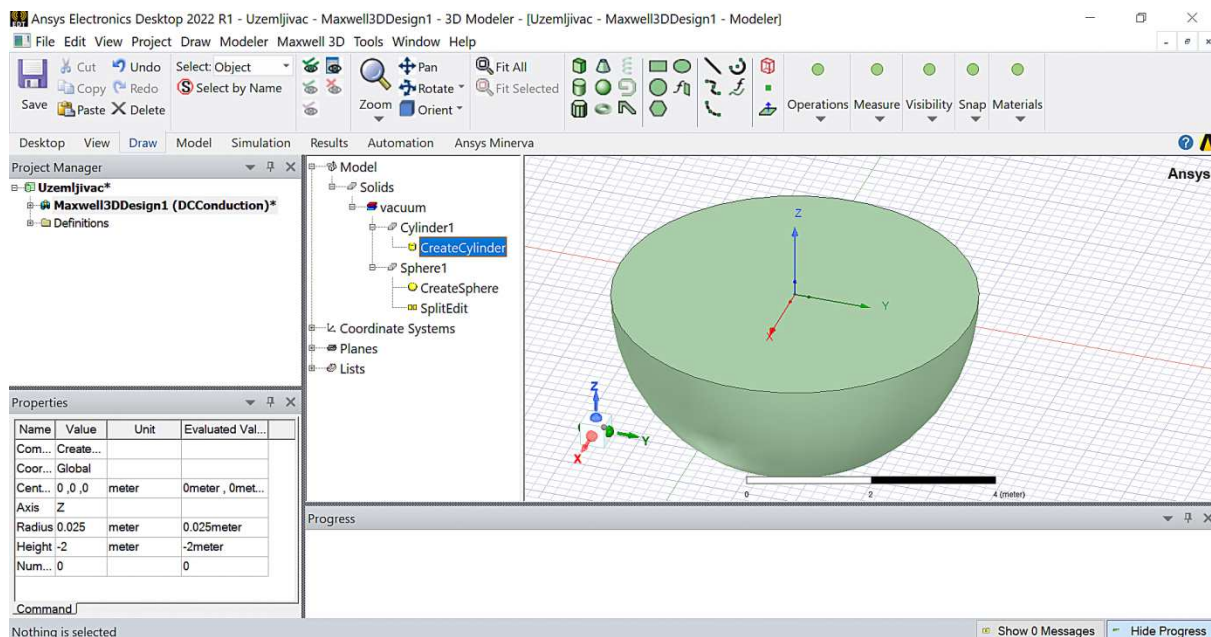 Ansys Electronics Desktop 2022 R1 - Uzemljivac - Maxwell3DDesign1 - 3D Modeler - [Uzemljivac - Maxwell3DDesign1 - Modeler]
File Edit View Project Draw Modeler Maxwell 3D Tools Window Help
Save
Cut
Copy
Paste
Undo
Redo
Delete
Select: Object
Select by Name
Zoom
Pan
Rotate
Orient
Fit All
Fit Selected
Operations Measure Visibility Snap Materials
Desktop View Draw Model Simulation Results Automation Ansys Minerva
Project Manager
Uzemljivac*
Maxwell3DDesign1 (DCConduction)*
Definitions
Model
Solids
vacuum
Cylinder1
CreateCylinder
Sphere1
CreateSphere
SplitEdit
Coordinate Systems
Planes
Lists
Ansys
Z
Y
X
Z
Y
X
0 2 4 (meter)
Properties
Name Value Unit Evaluated Val...
Com... Create...
Coor... Global
Cent... 0 ,0 ,0 meter 0meter , 0met...
Axis Z
Radius 0.025 meter 0.025meter
Height -2 meter -2meter
Num... 0 0
Command
Progress
Nothing is selected
Show 0 Messages
Hide Progress